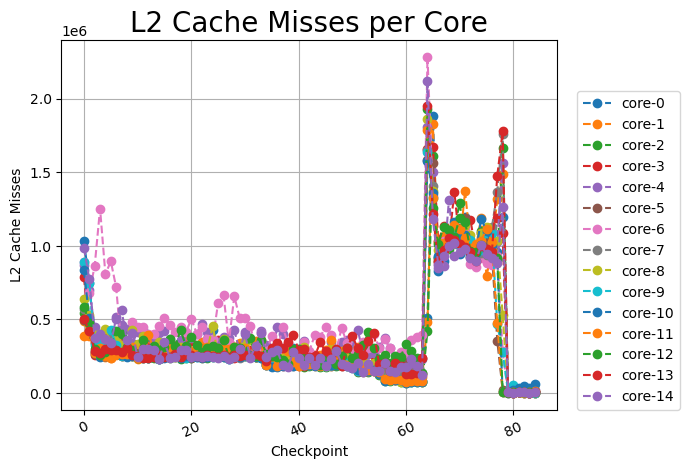 L2 Cache Misses per Core
1e6
2.0
1.5
1.0
0.5
0.0
L2 Cache Misses
0
20
40
60
80
Checkpoint
core-0
core-1
core-2
core-3
core-4
core-5
core-6
core-7
core-8
core-9
core-10
core-11
core-12
core-13
core-14